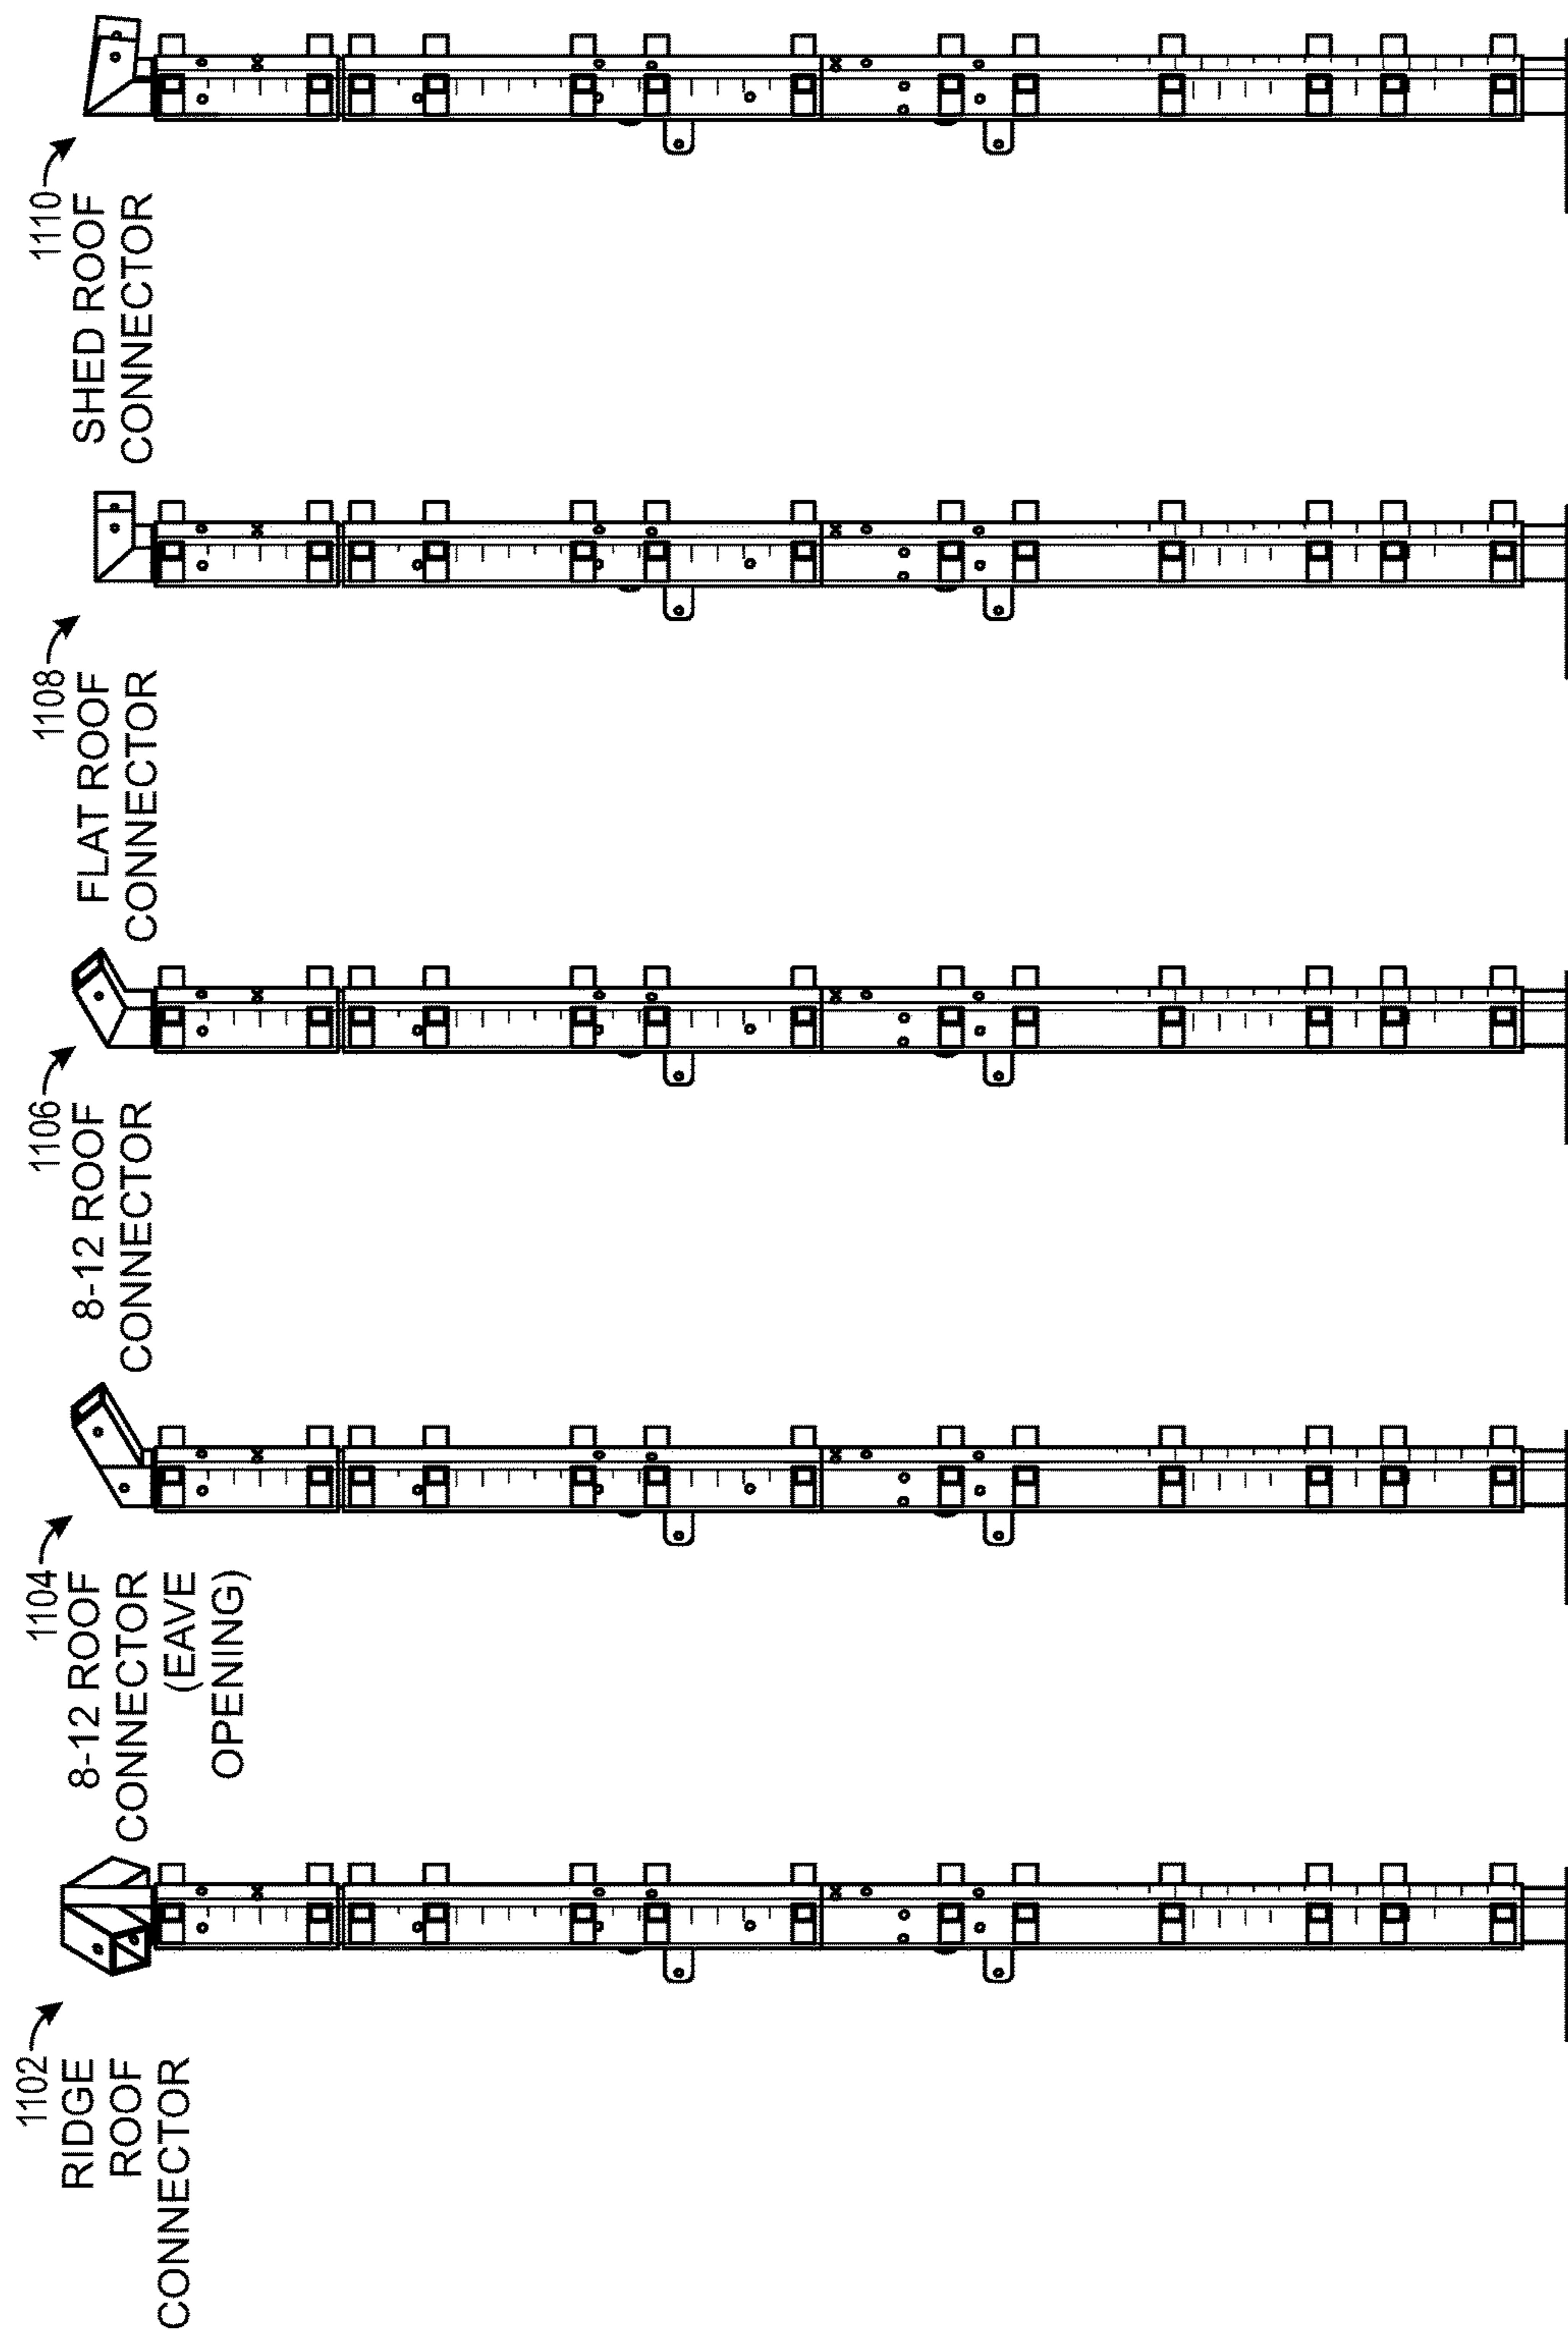 1102
RIDGE
ROOF
CONNECTOR
1104
8-12 ROOF
CONNECTOR
(EAVE
OPENING)
1106
8-12 ROOF
CONNECTOR
1108
FLAT ROOF
CONNECTOR
1110
SHED ROOF
CONNECTOR